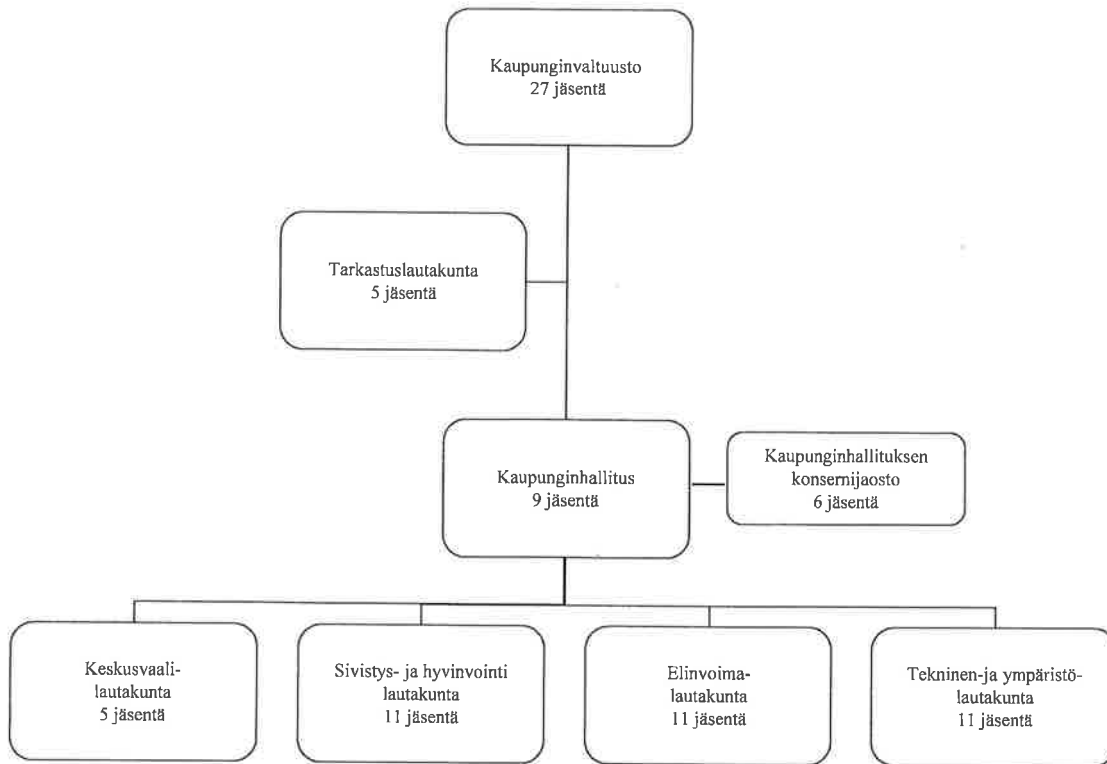 Kaupunginvaltuusto
27 jäsentä
Tarkastuslautakunta
5 jäsentä
Kaupunginhallitus
9 jäsentä
Kaupunginhallituksen
konsernijaosto
6 jäsentä
Keskusvaali-
lautakunta
5 jäsentä
Sivistys- ja hyvinvointi
lautakunta
11 jäsentä
Elinvoima-
lautakunta
11 jäsentä
Tekninen-ja ympäristö-
lautakunta
11 jäsentä